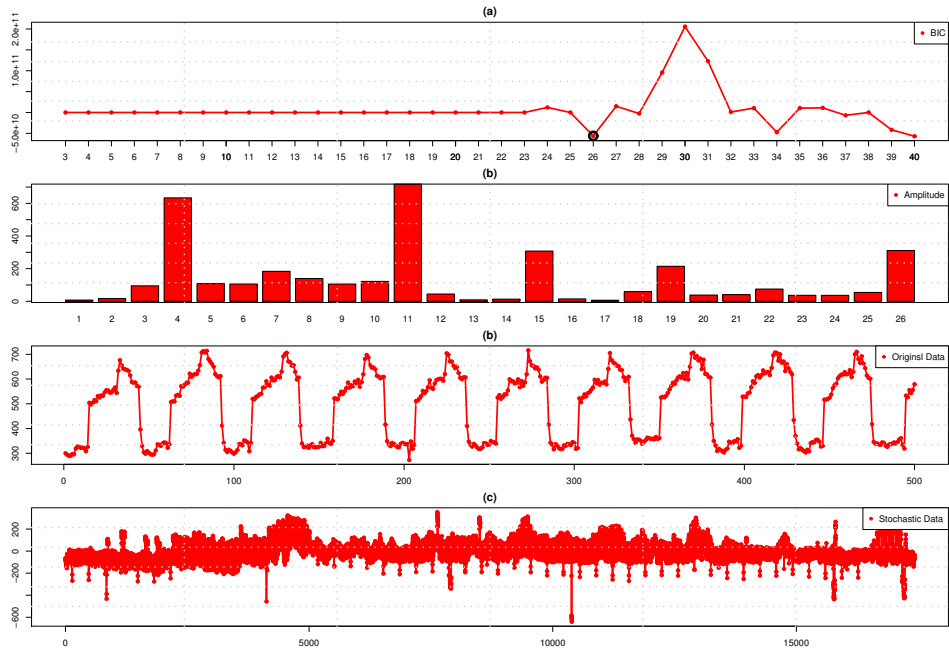 (a)
2.0e+11
1.0e+11
−5.0e+10
BIC
3 4 5 6 7 8 9 10 11 12 13 14 15 16 17 18 19 20 21 22 23 24 25 26 27 28 29 30 31 32 33 34 35 36 37 38 39 40
(b)
600
400
200
0
Amplitude
1 2 3 4 5 6 7 8 9 10 11 12 13 14 15 16 17 18 19 20 21 22 23 24 25 26
(b)
700
600
500
400
300
Originsl Data
0 100 200 300 400 500
(c)
200
0
−200
−600
Stochastic Data
0 5000 10000 15000